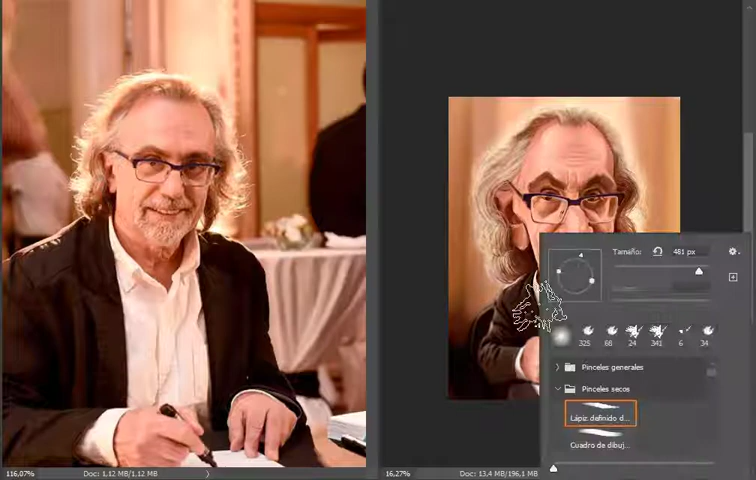 Tamaño: 481 px
325 68 24 341 6 34
Pinceles generales
Pinceles secos
Lápiz definido d...
Cuadro de dibuj...
116,07% Doc: 1,12 MB/1,12 MB
16,27% Doc: 13,4 MB/196,1 MB